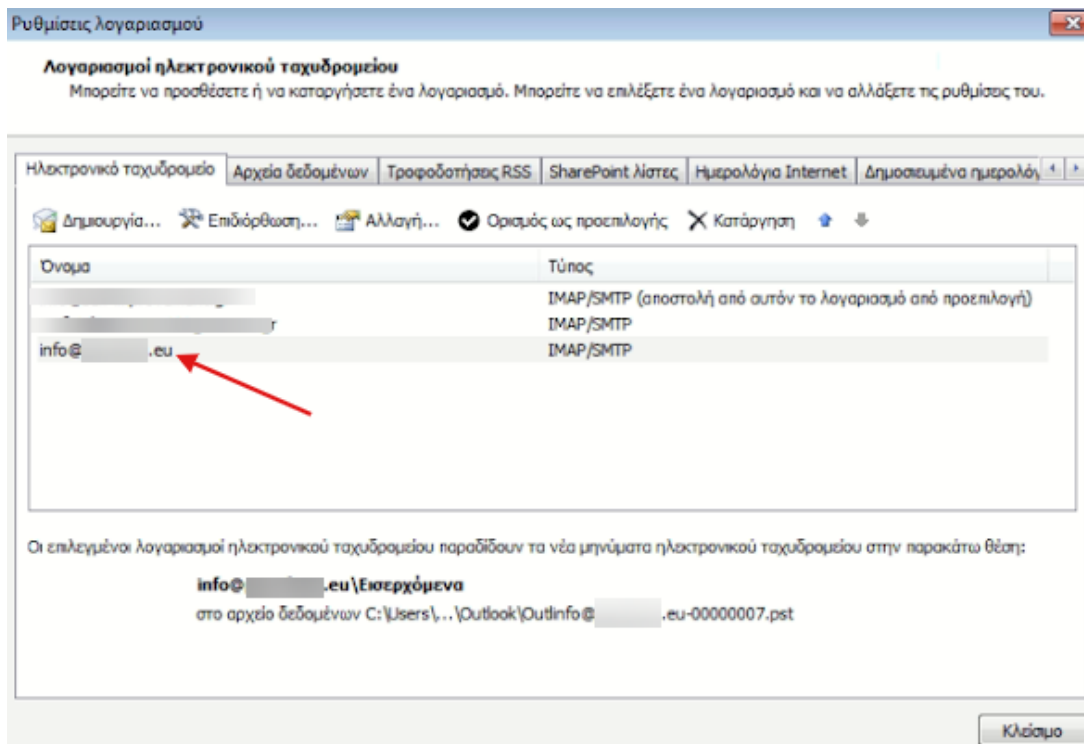 Ρυθμίσεις λογαριασμού
Λογαριασμοί ηλεκτρονικού ταχυδρομείου
Μπορείτε να προσθέσετε ή να καταργήσετε ένα λογαριασμό. Μπορείτε να επιλέξετε ένα λογαριασμό και να αλλάξετε τις ρυθμίσεις του.
Ηλεκτρονικό ταχυδρομείο Αρχεία δεδομένων Τροφοδοτήσεις RSS SharePoint λίστες Ημερολόγια Internet Δημοσιευμένα
Δημιουργία... Επιδιόρθωση... Αλλαγή... Ορισμός ως προεπιλογής Κατάργηση
Όνομα Τύπος
IMAP/SMTP (αποστολή από αυτόν το λογαριασμό από προεπιλογή)
IMAP/SMTP
info@ .eu IMAP/SMTP
Οι επιλεγμένοι λογαριασμοί ηλεκτρονικού ταχυδρομείου παραδίδουν τα νέα μηνύματα ηλεκτρονικού ταχυδρομείου στην παρακάτω θέση:
info@ .eu\Εισερχόμενα
στο αρχείο δεδομένων C:\Users\...\Outlook\Outlinfo@ .eu-00000007.pst
Κλείσιμο